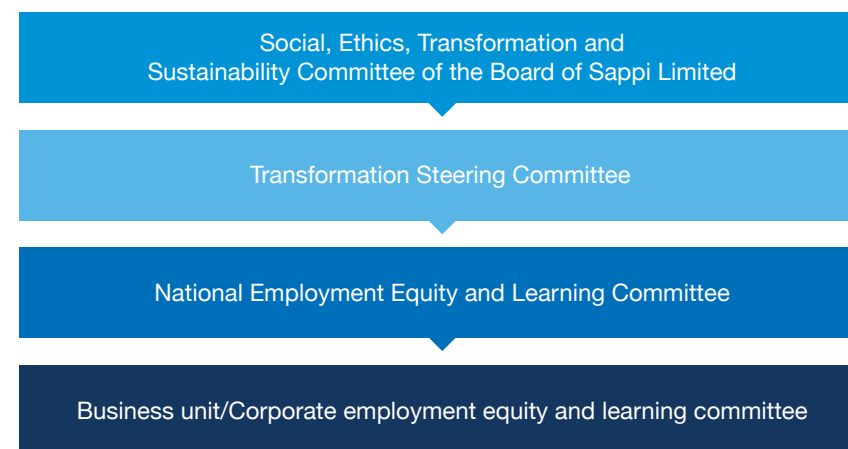 Social, Ethics, Transformation and
Sustainability Committee of the Board of Sappi Limited
Transformation Steering Committee
National Employment Equity and Learning Committee
Business unit/Corporate employment equity and learning committee